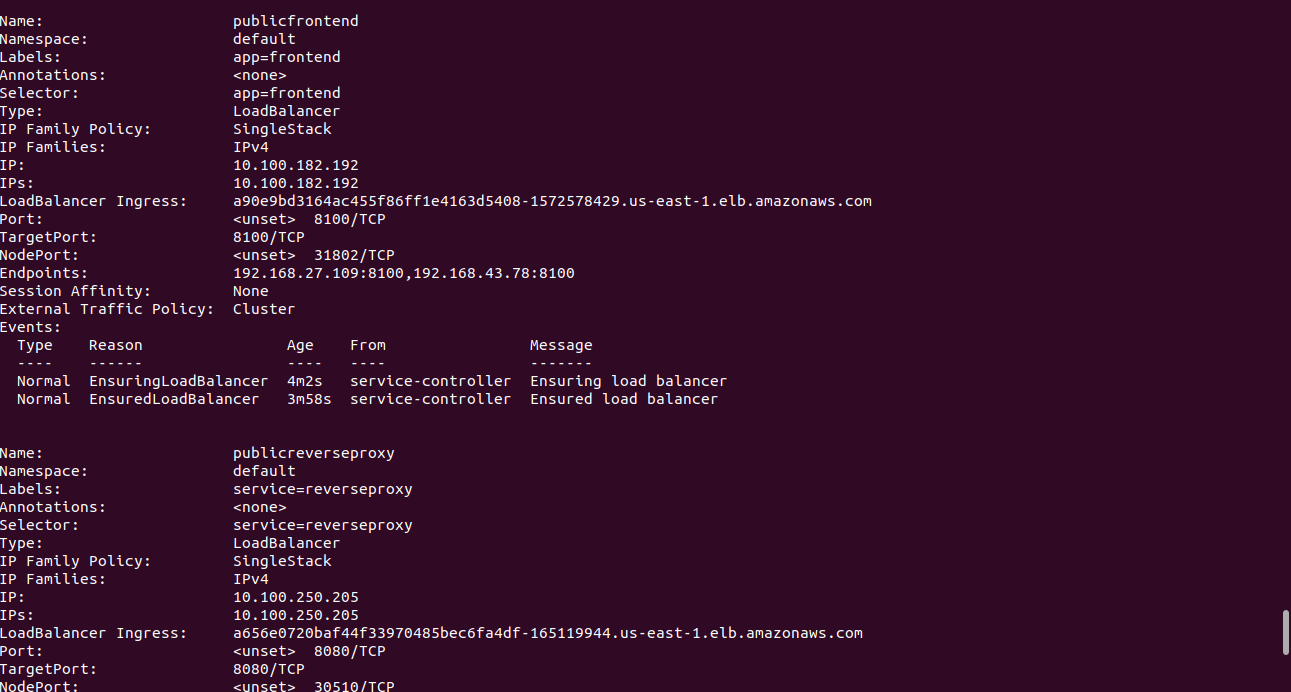 Name:                     publicfrontend
Namespace:                default
Labels:                   app=frontend
Annotations:              <none>
Selector:                 app=frontend
Type:                     LoadBalancer
IP Family Policy:         SingleStack
IP Families:              IPv4
IP:                       10.100.182.192
IPs:                      10.100.182.192
LoadBalancer Ingress:     a90e9bd3164ac455f86ff1e4163d5408-1572578429.us-east-1.elb.amazonaws.com
Port:                     <unset>  8100/TCP
TargetPort:               8100/TCP
NodePort:                 <unset>  31802/TCP
Endpoints:                192.168.27.109:8100,192.168.43.78:8100
Session Affinity:         None
External Traffic Policy:  Cluster
Events:
  Type    Reason                Age    From                Message
  ----    ------                ----   ----                -------
  Normal  EnsuringLoadBalancer  4m2s   service-controller  Ensuring load balancer
  Normal  EnsuredLoadBalancer   3m58s  service-controller  Ensured load balancer
Name:                     publicreverseproxy
Namespace:                default
Labels:                   service=reverseproxy
Annotations:              <none>
Selector:                 service=reverseproxy
Type:                     LoadBalancer
IP Family Policy:         SingleStack
IP Families:              IPv4
IP:                       10.100.250.205
IPs:                      10.100.250.205
LoadBalancer Ingress:     a656e0720baf44f33970485bec6fa4df-165119944.us-east-1.elb.amazonaws.com
Port:                     <unset>  8080/TCP
TargetPort:               8080/TCP
NodePort:                 <unset>  30510/TCP